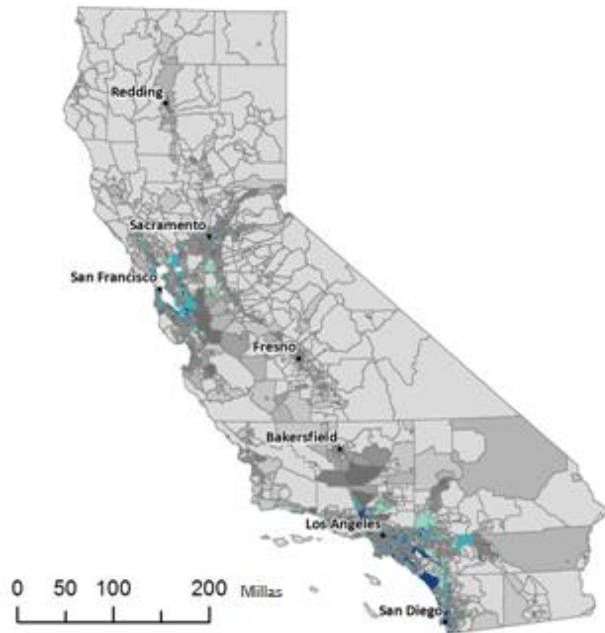 Redding
Sacramento
San Francisco
Fresno
Bakersfield
Los Angeles
0 50 100 200 Millas
San Diego